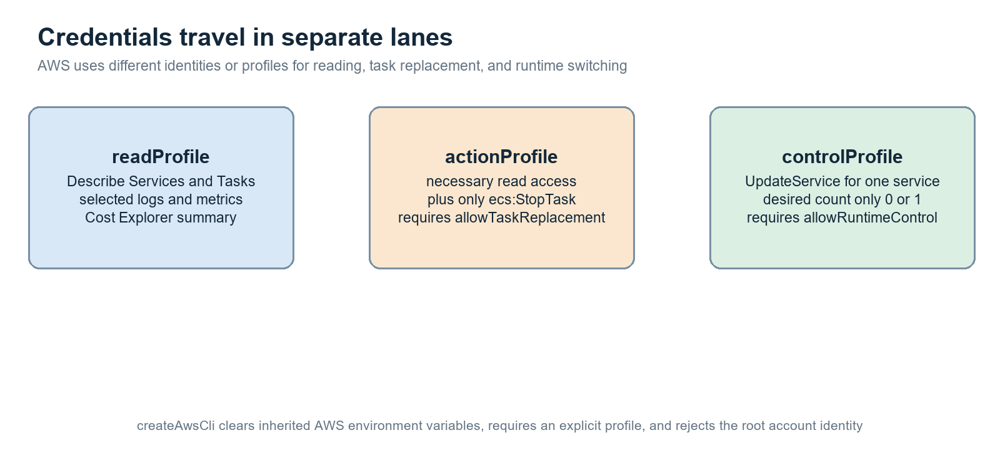 Credentials travel in separate lanes
AWS uses different identities or profiles for reading, task replacement, and runtime switching
readProfile
Describe Services and Tasks
selected logs and metrics
Cost Explorer summary
actionProfile
necessary read access
plus only ecs:StopTask
requires allowTaskReplacement
controlProfile
UpdateService for one service
desired count only 0 or 1
requires allowRuntimeControl
createAwsCli clears inherited AWS environment variables, requires an explicit profile, and rejects the root account identity